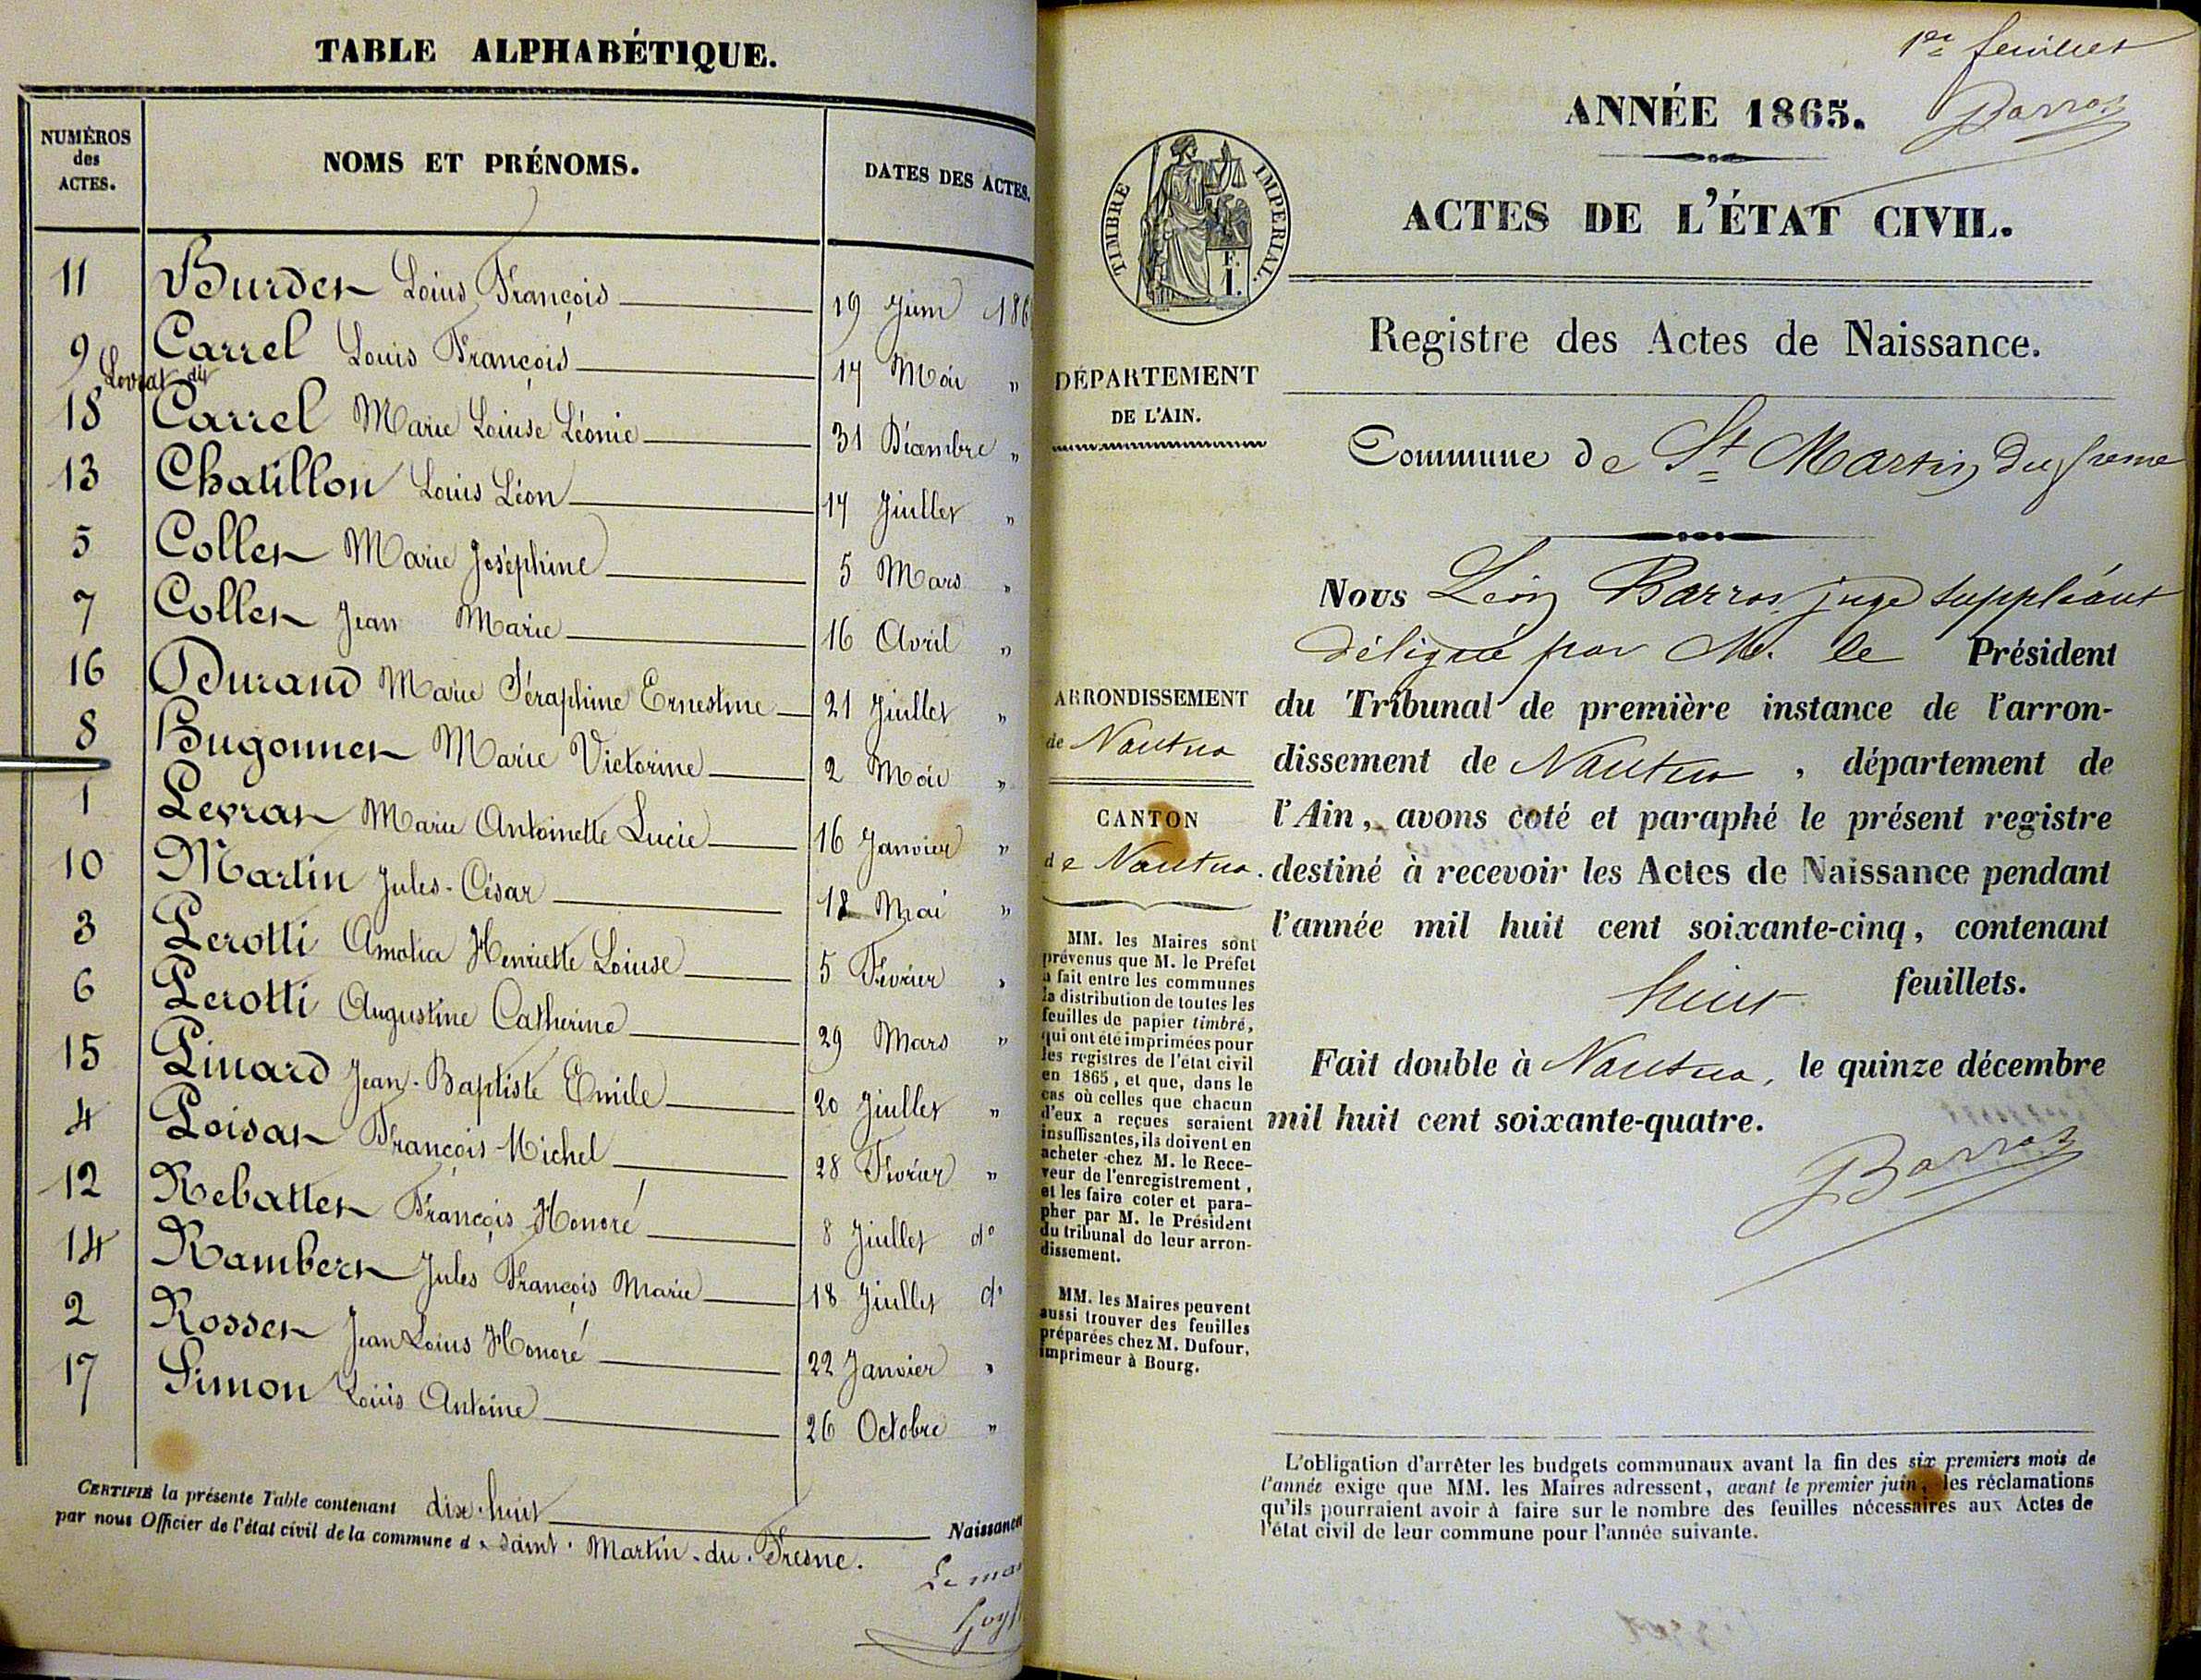 TABLE ALPHABÉTIQUE.
NUMÉROS des ACTES.
NOMS ET PRÉNOMS.
DATES DES ACTES.
11 Burdet Louis François 19 Juin 186
9 Carrel Louis François 17 Mai "
Levrat dit
18 Carrel Marie Louise Léonie 31 Décembre "
13 Chatillon Louis Léon 17 Juillet "
5 Collet Marie Joséphine 5 Mars "
7 Collet Jean Marie 16 Avril "
16 Durand Marie Séraphine Ernestine 21 Juillet "
8 Bugonnet Marie Victorine 2 Mai "
1 Levrat Marie Antoinette Lucie 16 Janvier "
10 Martin Jules-César 18 Mai "
3 Perotti Amalia Henriette Louise 5 Février "
6 Perotti Augustine Catherine 29 Mars "
15 Pinard Jean-Baptiste Emile 20 Juillet "
4 Poisat François Michel 28 Février "
12 Rebattet François Honoré 8 Juillet do
14 Rambert Jules François Marie 18 Juillet do
2 Rosset Jean Louis Honoré 22 Janvier "
17 Simon Louis Antoine 26 Octobre "
CERTIFIÉ la présente Table contenant dix-huit Naissances
par nous Officier de l'état civil de la commune de Saint-Martin-du-Fresne.
1er feuillet
ANNÉE 1865.
Barros
TIMBRE IMPERIAL.
F.
1.
ACTES DE L'ÉTAT CIVIL.
Registre des Actes de Naissance.
DÉPARTEMENT
DE L'AIN.
Commune de St Martin du fresne
Nous Léon Barros juge suppléant
délégué par M. le Président
du Tribunal de première instance de l'arron-
dissement de Nantua, département de
l'Ain, avons coté et paraphé le présent registre
destiné à recevoir les Actes de Naissance pendant
l'année mil huit cent soixante-cinq, contenant
huit feuillets.
Fait double à Nantua, le quinze décembre
mil huit cent soixante-quatre.
Barros
ARRONDISSEMENT
de Nantua
CANTON
de Nantua.
MM. les Maires sont
prévenus que M. le Préfet
a fait entre les communes
la distribution de toutes les
feuilles de papier timbré,
qui ont été imprimées pour
les registres de l'état civil
en 1865, et que, dans le
cas où celles que chacun
d'eux a reçues seraient
insuffisantes, ils doivent en
acheter chez M. le Rece-
veur de l'enregistrement,
et les faire coter et para-
pher par M. le Président
du tribunal de leur arron-
dissement.
MM. les Maires peuvent
aussi trouver des feuilles
préparées chez M. Dufour,
imprimeur à Bourg.
L'obligation d'arrêter les budgets communaux avant la fin des six premiers mois de
l'année exige que MM. les Maires adressent, avant le premier juin, les réclamations
qu'ils pourraient avoir à faire sur le nombre des feuilles nécessaires aux Actes de
l'état civil de leur commune pour l'année suivante.